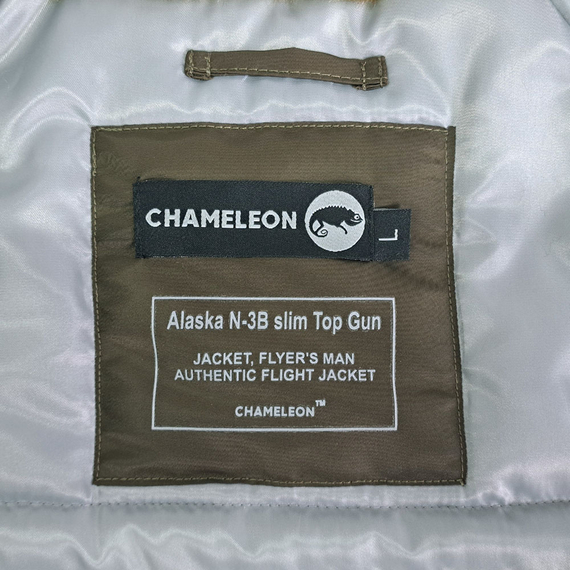 CHAMELEON
L
Alaska N-3B slim Top Gun
JACKET, FLYER'S MAN
AUTHENTIC FLIGHT JACKET
CHAMELEON™